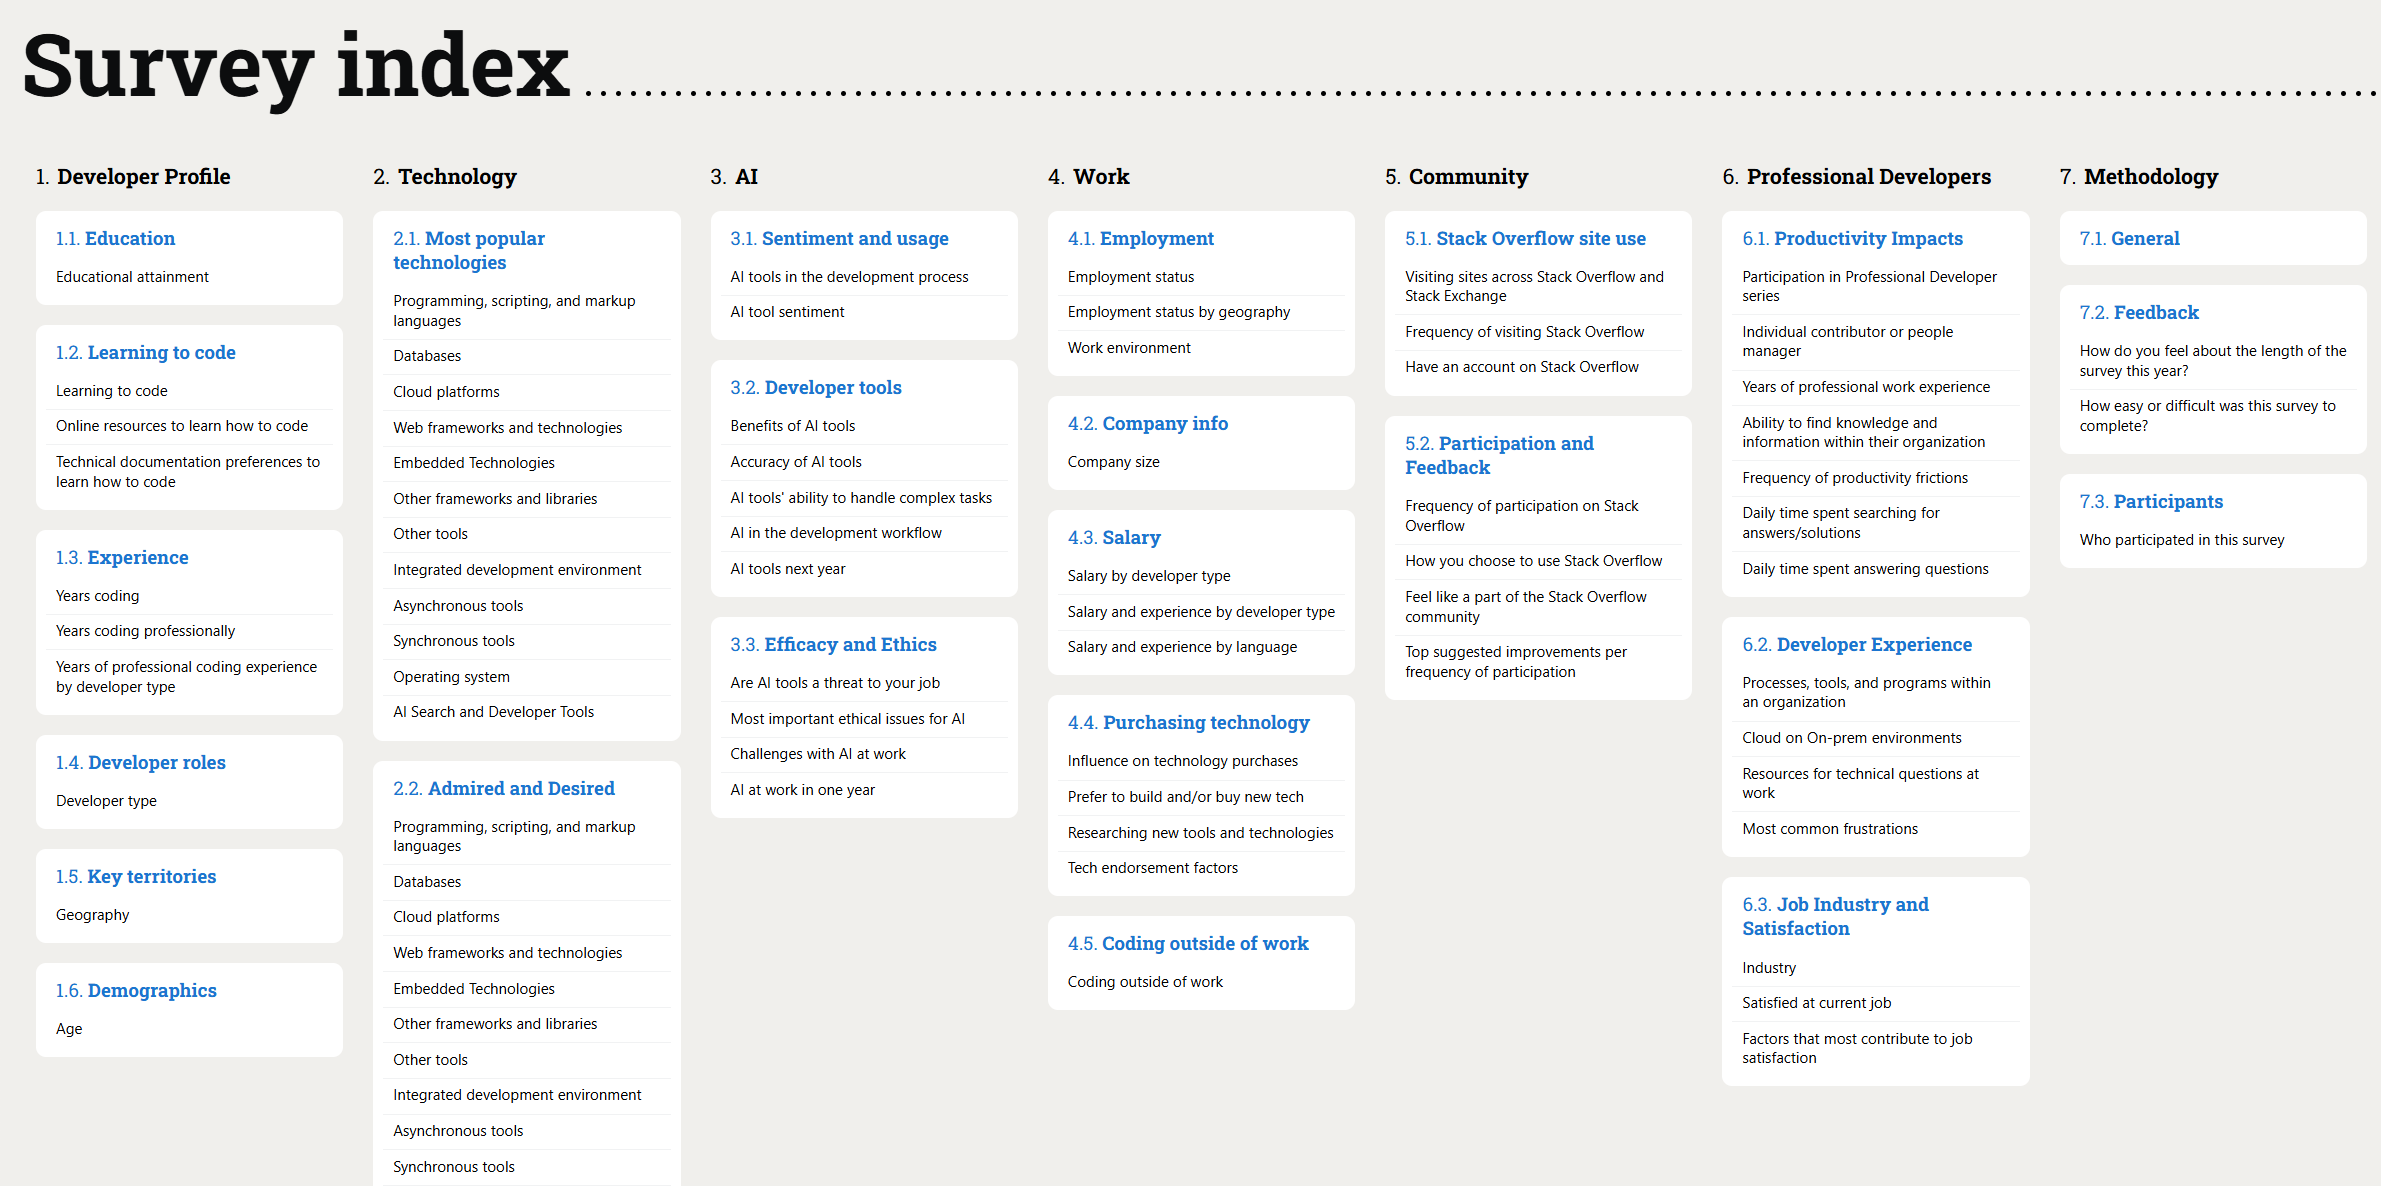 Survey index
1. Developer Profile
1.1. Education
Educational attainment
1.2. Learning to code
Learning to code
Online resources to learn how to code
Technical documentation preferences to
learn how to code
1.3. Experience
Years coding
Years coding professionally
Years of professional coding experience
by developer type
1.4. Developer roles
Developer type
1.5. Key territories
Geography
1.6. Demographics
Age
2. Technology
2.1. Most popular
technologies
Programming, scripting, and markup
languages
Databases
Cloud platforms
Web frameworks and technologies
Embedded Technologies
Other frameworks and libraries
Other tools
Integrated development environment
Asynchronous tools
Synchronous tools
Operating system
AI Search and Developer Tools
2.2. Admired and Desired
Programming, scripting, and markup
languages
Databases
Cloud platforms
Web frameworks and technologies
Embedded Technologies
Other frameworks and libraries
Other tools
Integrated development environment
Asynchronous tools
Synchronous tools
3. AI
3.1. Sentiment and usage
AI tools in the development process
AI tool sentiment
3.2. Developer tools
Benefits of AI tools
Accuracy of AI tools
AI tools' ability to handle complex tasks
AI in the development workflow
AI tools next year
3.3. Efficacy and Ethics
Are AI tools a threat to your job
Most important ethical issues for AI
Challenges with AI at work
AI at work in one year
4. Work
4.1. Employment
Employment status
Employment status by geography
Work environment
4.2. Company info
Company size
4.3. Salary
Salary by developer type
Salary and experience by developer type
Salary and experience by language
4.4. Purchasing technology
Influence on technology purchases
Prefer to build and/or buy new tech
Researching new tools and technologies
Tech endorsement factors
4.5. Coding outside of work
Coding outside of work
5. Community
5.1. Stack Overflow site use
Visiting sites across Stack Overflow and
Stack Exchange
Frequency of visiting Stack Overflow
Have an account on Stack Overflow
5.2. Participation and
Feedback
Frequency of participation on Stack
Overflow
How you choose to use Stack Overflow
Feel like a part of the Stack Overflow
community
Top suggested improvements per
frequency of participation
6. Professional Developers
6.1. Productivity Impacts
Participation in Professional Developer
series
Individual contributor or people
manager
Years of professional work experience
Ability to find knowledge and
information within their organization
Frequency of productivity frictions
Daily time spent searching for
answers/solutions
Daily time spent answering questions
6.2. Developer Experience
Processes, tools, and programs within
an organization
Cloud on On-prem environments
Resources for technical questions at
work
Most common frustrations
6.3. Job Industry and
Satisfaction
Industry
Satisfied at current job
Factors that most contribute to job
satisfaction
7. Methodology
7.1. General
7.2. Feedback
How do you feel about the length of the
survey this year?
How easy or difficult was this survey to
complete?
7.3. Participants
Who participated in this survey